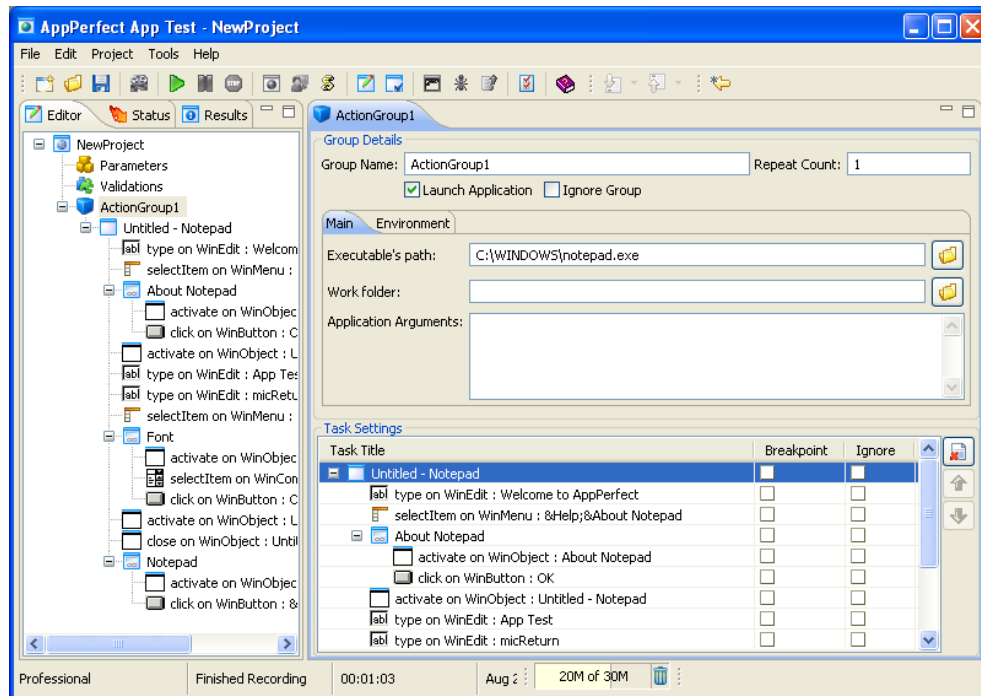 AppPerfect App Test - NewProject
File Edit Project Tools Help
Editor Status Results
NewProject
Parameters
Validations
ActionGroup1
Untitled - Notepad
type on WinEdit : Welcom
selectItem on WinMenu :
About Notepad
activate on WinObjec
click on WinButton : O
activate on WinObject : U
type on WinEdit : App Tes
type on WinEdit : micRetu
selectItem on WinMenu :
Font
activate on WinObjec
selectItem on WinCon
click on WinButton : O
activate on WinObject : U
close on WinObject : Until
Notepad
activate on WinObjec
click on WinButton : &
ActionGroup1
Group Details
Group Name: ActionGroup1 Repeat Count: 1
Launch Application Ignore Group
Main Environment
Executable's path: C:\WINDOWS\notepad.exe
Work folder:
Application Arguments:
Task Settings
Task Title Breakpoint Ignore
Untitled - Notepad
type on WinEdit : Welcome to AppPerfect
selectItem on WinMenu : &Help;&About Notepad
About Notepad
activate on WinObject : About Notepad
click on WinButton : OK
activate on WinObject : Untitled - Notepad
type on WinEdit : App Test
type on WinEdit : micReturn
Professional Finished Recording 00:01:03 Aug 2 20M of 30M